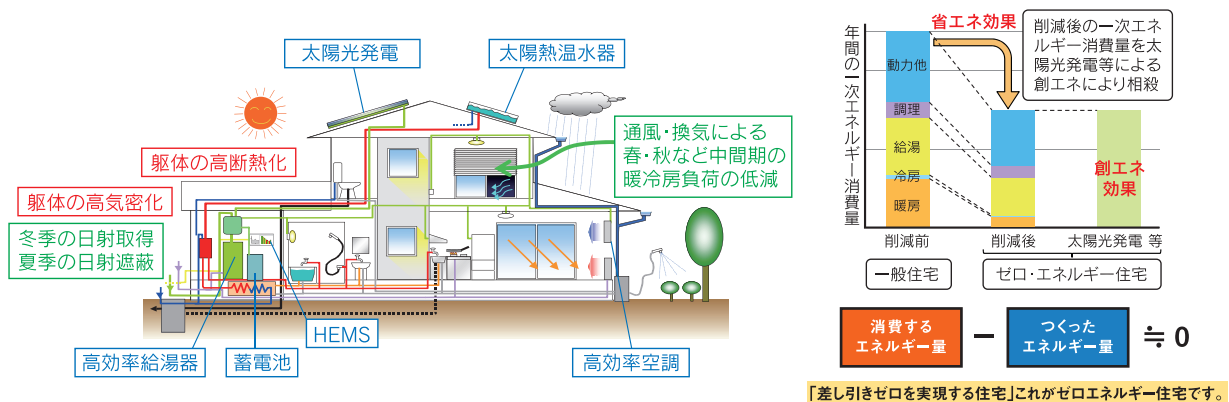 太陽光発電
太陽熱温水器
躯体の高断熱化
躯体の高気密化
冬季の日射取得
夏季の日射遮蔽
通風・換気による
春・秋など中間期の
暖冷房負荷の低減
高効率給湯器
蓄電池
HEMS
高効率空調
年間の一次エネルギー消費量
省エネ効果
削減後の一次エネ
ルギー消費量を太
陽光発電等による
創エネにより相殺
動力他
調理
給湯
冷房
暖房
創エネ
効果
削減前
削減後
太陽光発電 等
一般住宅
ゼロ・エネルギー住宅
消費する
エネルギー量
−
つくった
エネルギー量
≒ 0
「差し引きゼロを実現する住宅」これがゼロエネルギー住宅です。